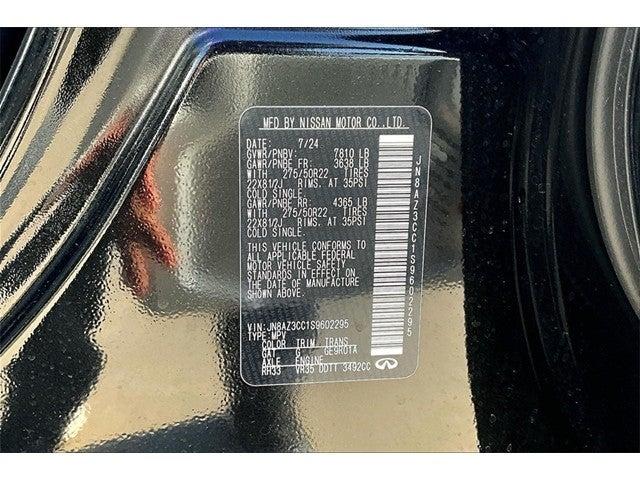 MFD BY NISSAN MOTOR CO.,LTD.
DATE: 7/24
GVWR/PNBV: 7810 LB
GAWR/PNBE FR: 3638 LB
WITH 275/50R22 TIRES
22X81/2J RIMS. AT 35PSI
COLD SINGLE.
GAWR/PNBE RR: 4365 LB
WITH 275/50R22 TIRES
22X81/2J RIMS. AT 35PSI
COLD SINGLE.
THIS VEHICLE CONFORMS TO
ALL APPLICABLE FEDERAL
MOTOR VEHICLE SAFETY
STANDARDS IN EFFECT ON
THE DATE OF MANUFACTURE
SHOWN ABOVE.
VIN: JN8AZ3CC1S9602295
TYPE: MPV
COLOR TRIM TRANS
GAT G GE9R01A
AXLE ENGINE
RH33 VR35 DDTT 3492CC
JN8AZ3CC1S9602295